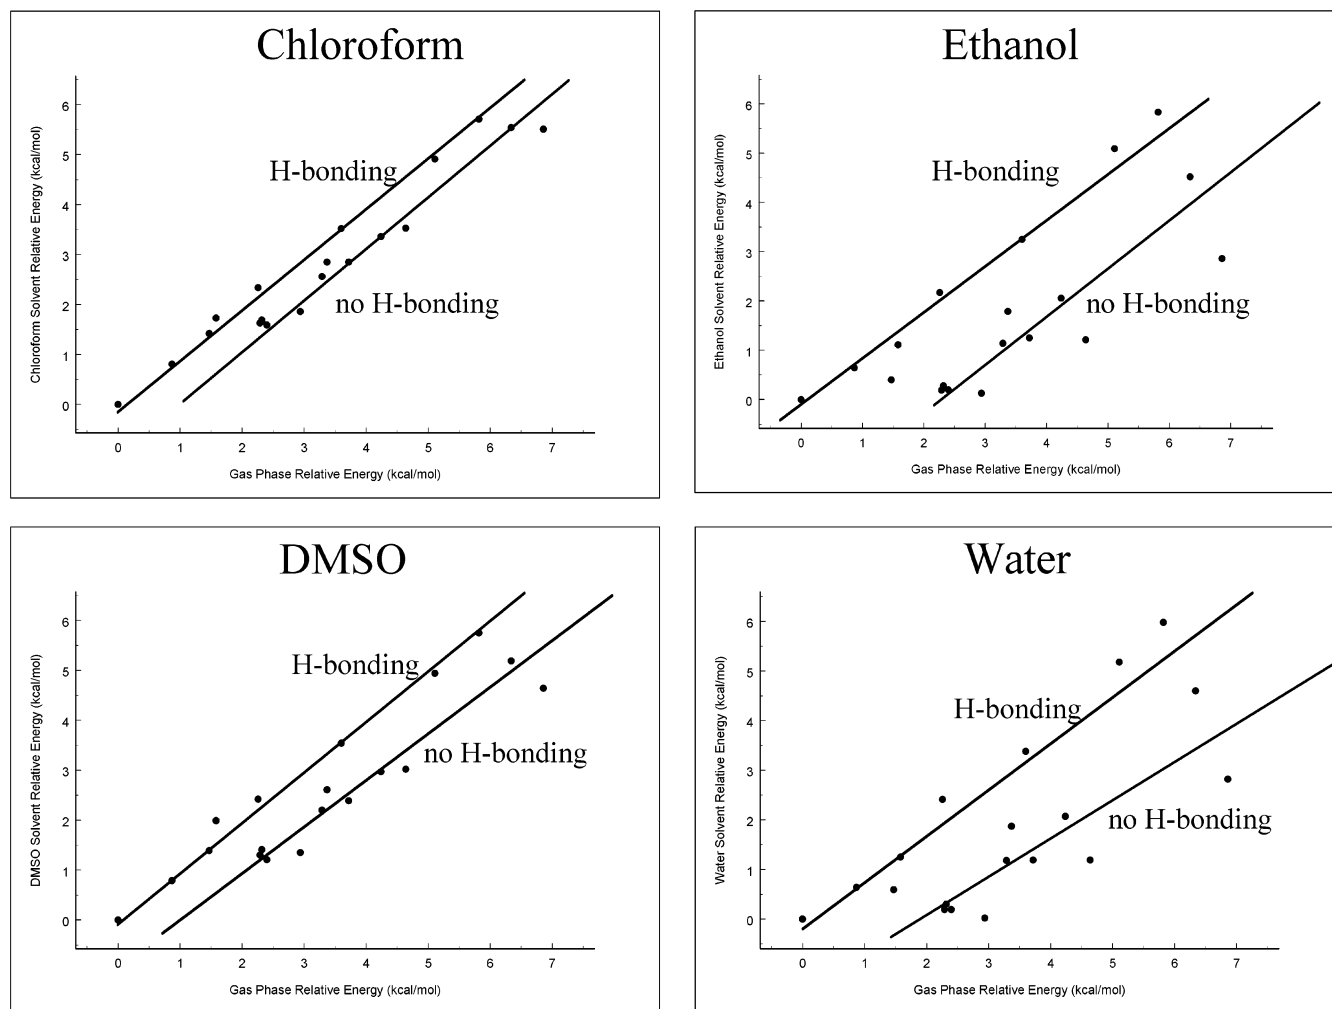 Chloroform
6
5
4
3
2
1
0
Chloroform Solvent Relative Energy (kcal/mol)
H-bonding
no H-bonding
0 1 2 3 4 5 6 7
Gas Phase Relative Energy (kcal/mol)
Ethanol
6
5
4
3
2
1
0
Ethanol Solvent Relative Energy (kcal/mol)
H-bonding
no H-bonding
0 1 2 3 4 5 6 7
Gas Phase Relative Energy (kcal/mol)
DMSO
6
5
4
3
2
1
0
DMSO Solvent Relative Energy (kcal/mol)
H-bonding
no H-bonding
0 1 2 3 4 5 6 7
Gas Phase Relative Energy (kcal/mol)
Water
6
5
4
3
2
1
0
Water Solvent Relative Energy (kcal/mol)
H-bonding
no H-bonding
0 1 2 3 4 5 6 7
Gas Phase Relative Energy (kcal/mol)